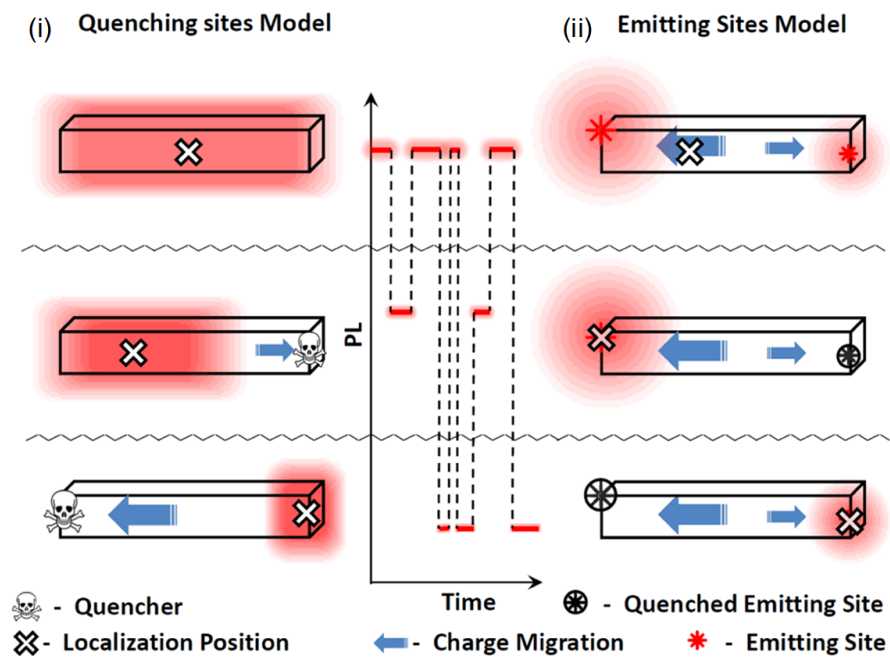 (i) Quenching sites Model
(ii) Emitting Sites Model
PL
Time
- Quencher
- Quenched Emitting Site
- Localization Position
- Charge Migration
- Emitting Site